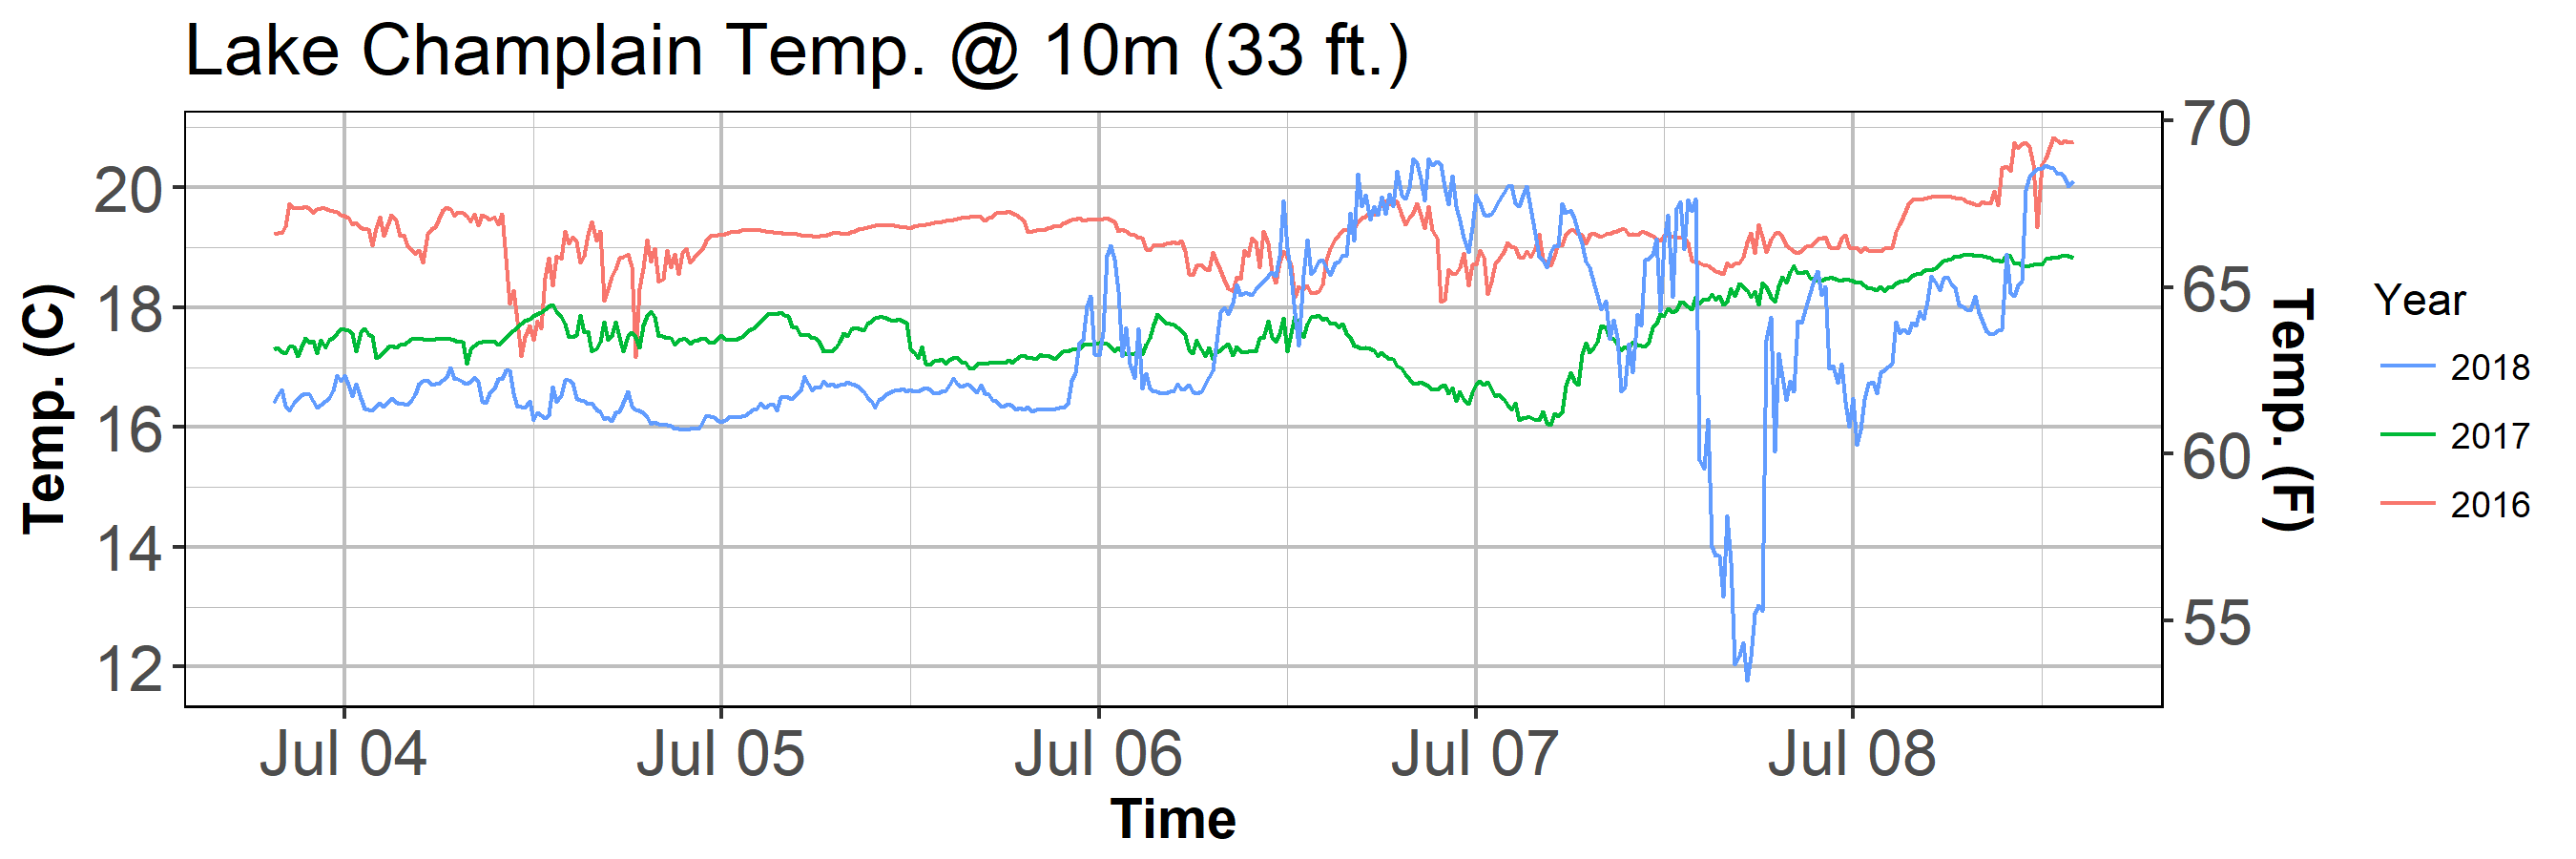 Lake Champlain Temp. @ 10m (33 ft.)
Temp. (C)
20
18
16
14
12
70
65
60
55
Temp. (F)
Jul 04
Jul 05
Jul 06
Jul 07
Jul 08
Time
Year
2018
2017
2016